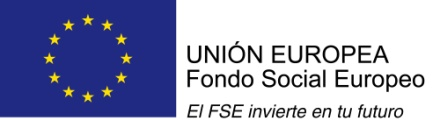 UNIÓN EUROPEA
Fondo Social Europeo
El FSE invierte en tu futuro